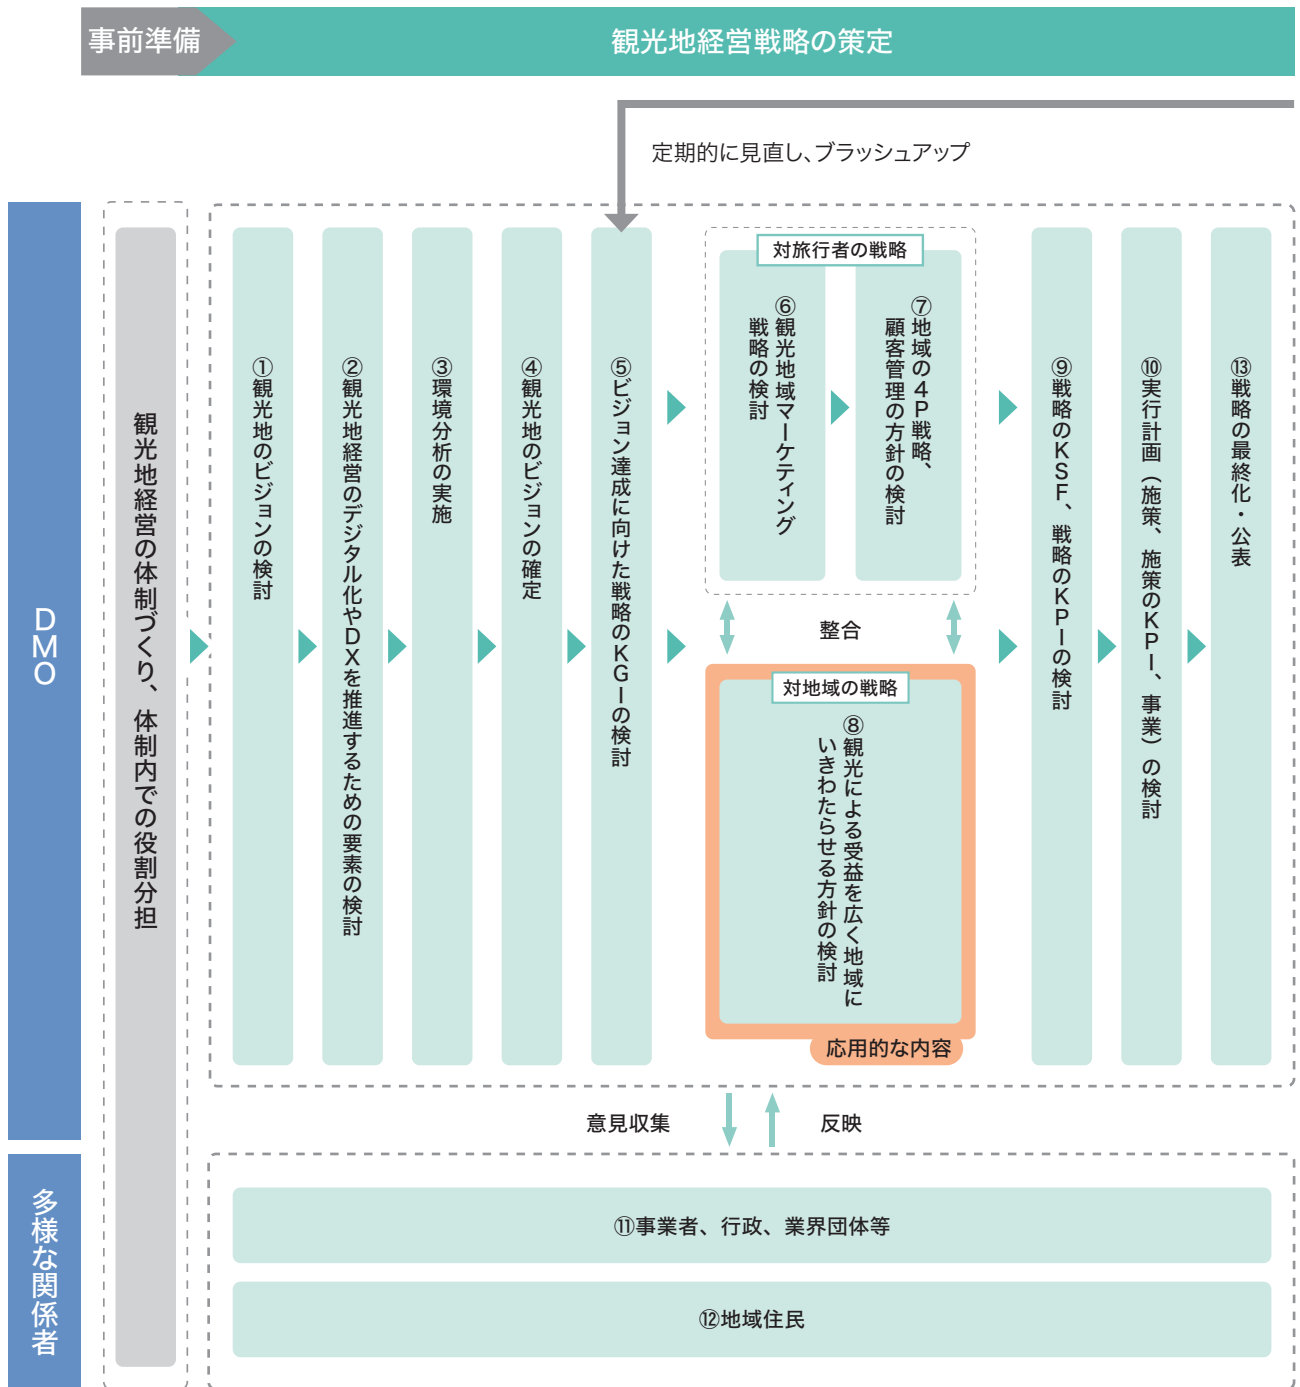 事前準備
観光地経営戦略の策定
定期的に見直し、ブラッシュアップ
DMO
観光地経営の体制づくり、体制内での役割分担
①観光地のビジョンの検討
②観光地経営のデジタル化やDXを推進するための要素の検討
③環境分析の実施
④観光地のビジョンの確定
⑤ビジョン達成に向けた戦略のKGIの検討
対旅行者の戦略
⑥観光地域マーケティング
戦略の検討
⑦地域の4P戦略、
顧客管理の方針の検討
整合
対地域の戦略
⑧観光による受益を広く地域に
いきわたらせる方針の検討
応用的な内容
⑨戦略のKSF、戦略のKPIの検討
⑩実行計画(施策、施策のKPI、事業)の検討
⑬戦略の最終化・公表
意見収集
反映
多様な関係者
⑪事業者、行政、業界団体等
⑫地域住民